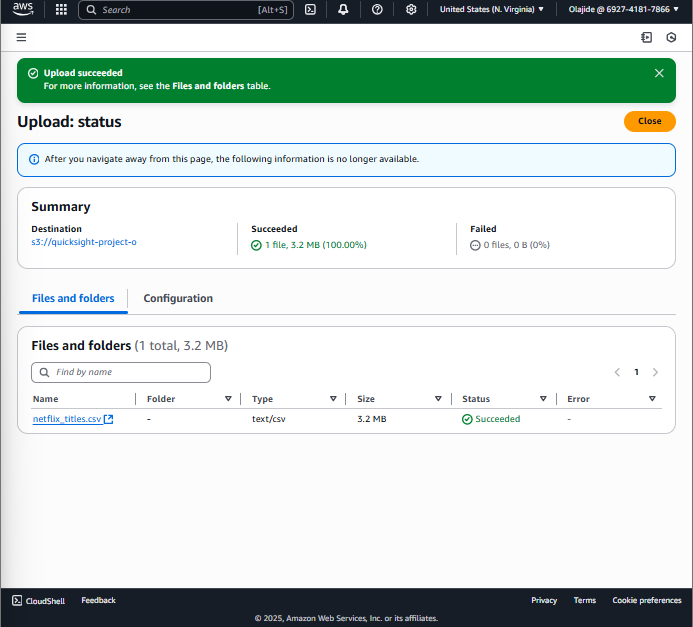 aws Search [Alt+S] United States (N. Virginia) Olajide @ 6927-4181-7866
Upload succeeded
For more information, see the Files and folders table.
Upload: status
Close
After you navigate away from this page, the following information is no longer available.
Summary
Destination
s3://quicksight-project-o
Succeeded
1 file, 3.2 MB (100.00%)
Failed
0 files, 0 B (0%)
Files and folders Configuration
Files and folders (1 total, 3.2 MB)
Find by name
1
Name Folder Type Size Status Error
netflix_titles.csv - text/csv 3.2 MB Succeeded -
CloudShell Feedback Privacy Terms Cookie preferences
© 2025, Amazon Web Services, Inc. or its affiliates.